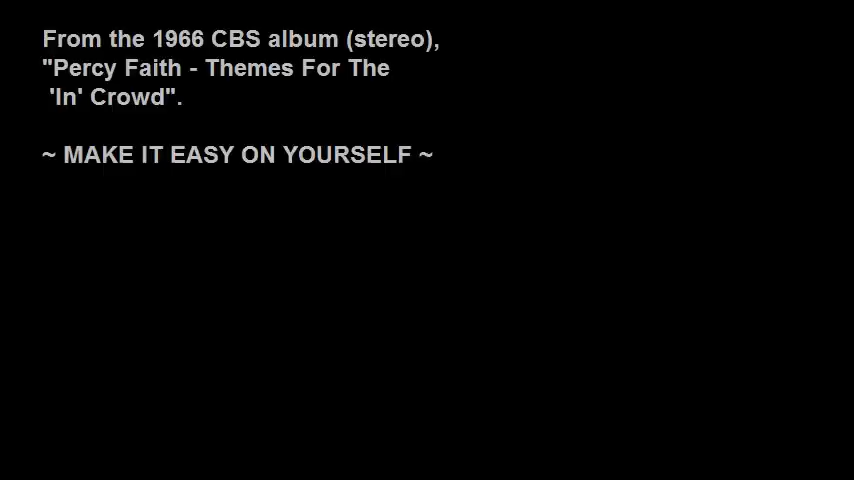 From the 1966 CBS album (stereo),
"Percy Faith - Themes For The
'In' Crowd".
~ MAKE IT EASY ON YOURSELF ~